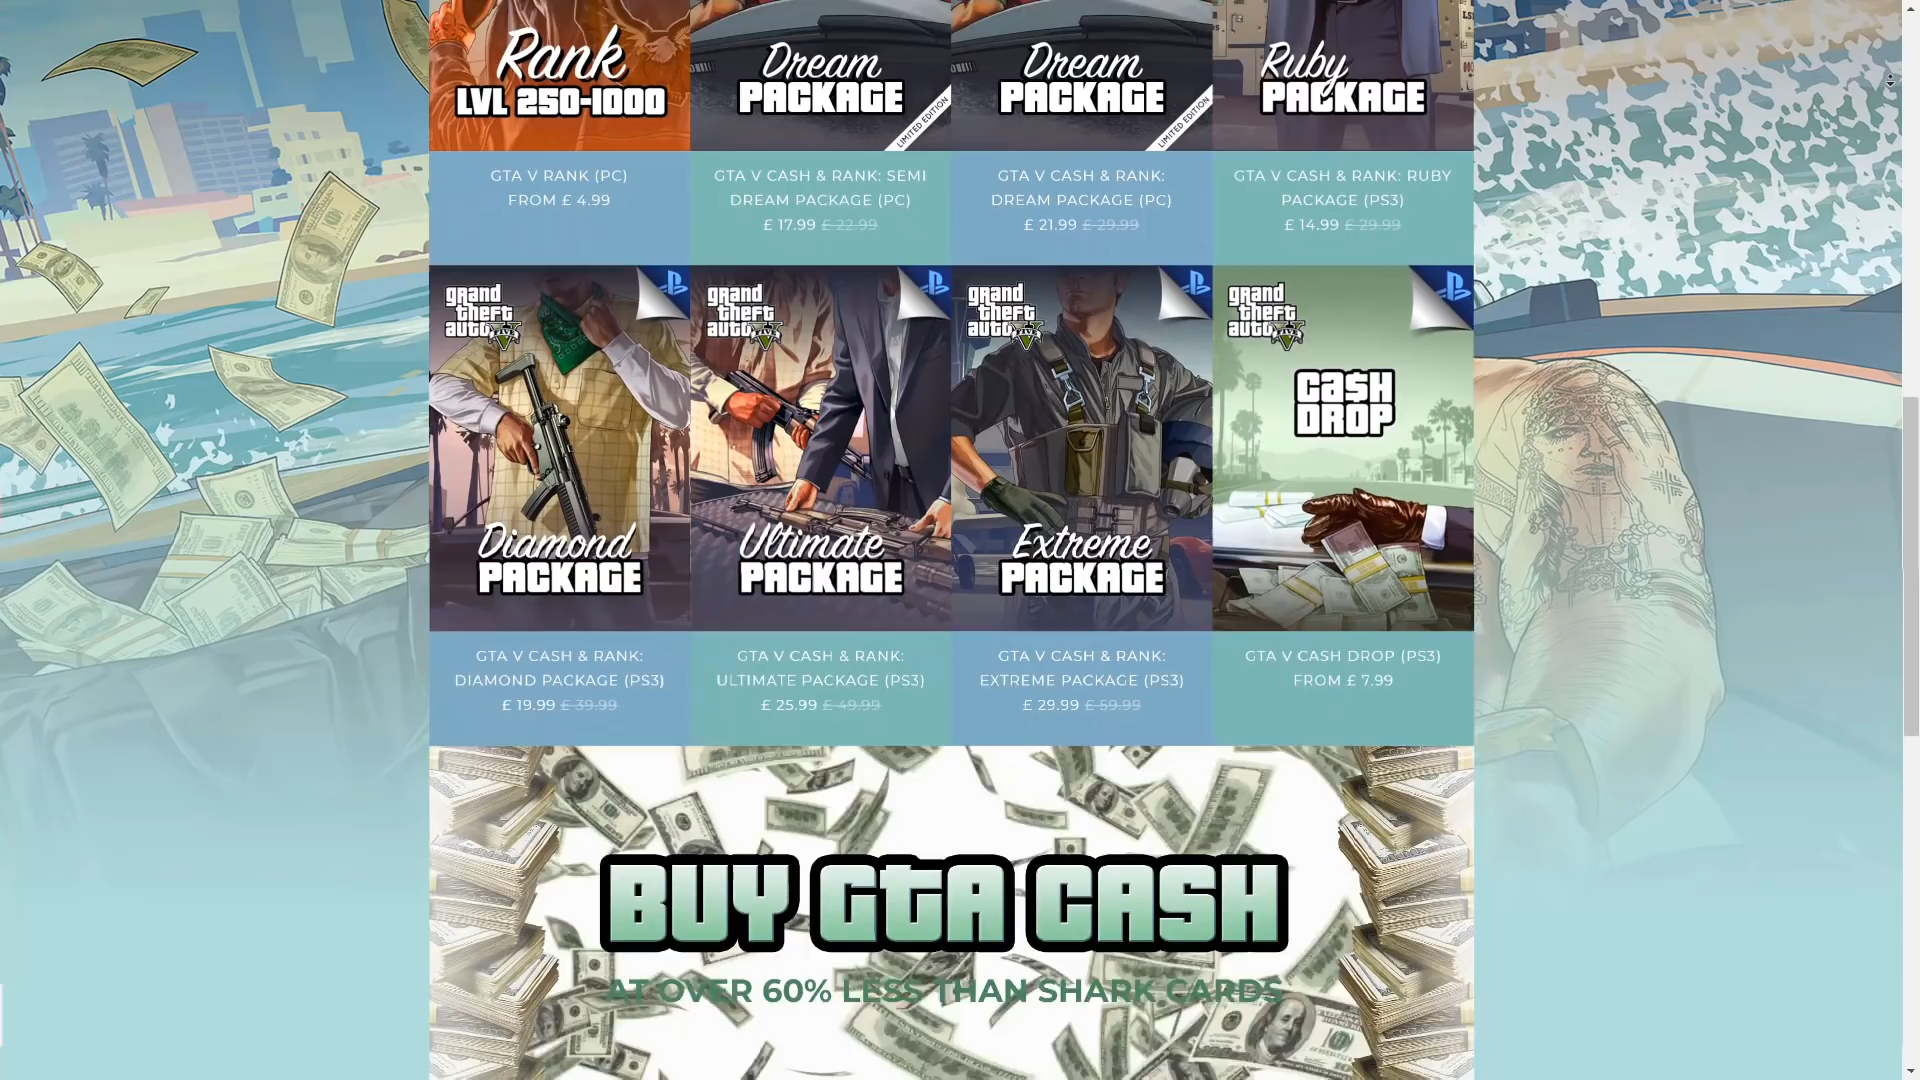 Rank
LVL 250-1000
Dream
PACKAGE
LIMITED EDITION
Dream
PACKAGE
LIMITED EDITION
Ruby
PACKAGE
GTA V RANK (PC)
FROM £ 4.99
GTA V CASH & RANK: SEMI
DREAM PACKAGE (PC)
£ 17.99 £ 22.99
GTA V CASH & RANK:
DREAM PACKAGE (PC)
£ 21.99 £ 29.99
GTA V CASH & RANK: RUBY
PACKAGE (PS3)
£ 14.99 £ 29.99
grand
theft
auto
FIVE
Diamond
PACKAGE
grand
theft
auto
FIVE
Ultimate
PACKAGE
grand
theft
auto
FIVE
Extreme
PACKAGE
grand
theft
auto
FIVE
CA$H
DROP
GTA V CASH & RANK:
DIAMOND PACKAGE (PS3)
£ 19.99 £ 39.99
GTA V CASH & RANK:
ULTIMATE PACKAGE (PS3)
£ 25.99 £ 49.99
GTA V CASH & RANK:
EXTREME PACKAGE (PS3)
£ 29.99 £ 59.99
GTA V CASH DROP (PS3)
FROM £ 7.99
BUY GTA CASH
AT OVER 60% LESS THAN SHARK CARDS